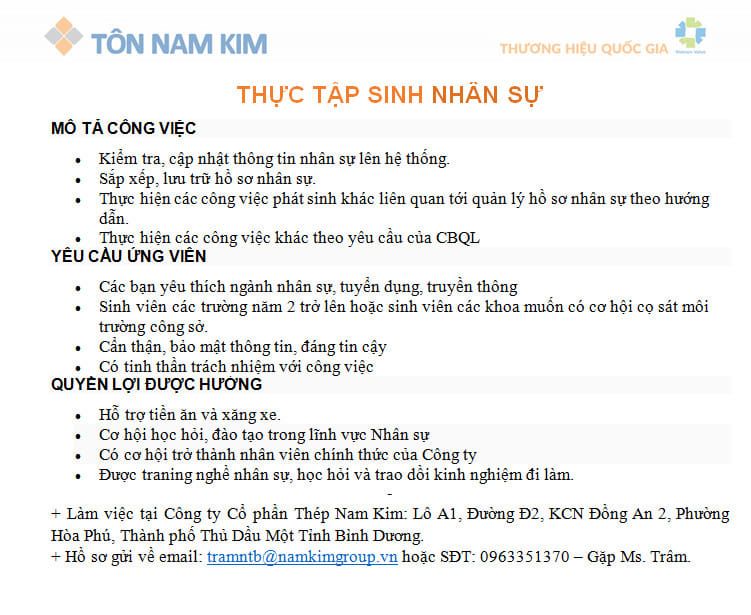 TÔN NAM KIM
THƯƠNG HIỆU QUỐC GIA
Vietnam Value
THỰC TẬP SINH NHÂN SỰ
MÔ TẢ CÔNG VIỆC
• Kiểm tra, cập nhật thông tin nhân sự lên hệ thống.
• Sắp xếp, lưu trữ hồ sơ nhân sự.
• Thực hiện các công việc phát sinh khác liên quan tới quản lý hồ sơ nhân sự theo hướng
dẫn.
• Thực hiện các công việc khác theo yêu cầu của CBQL
YÊU CẦU ỨNG VIÊN
• Các bạn yêu thích ngành nhân sự, tuyển dụng, truyền thông
• Sinh viên các trường năm 2 trở lên hoặc sinh viên các khoa muốn có cơ hội cọ sát môi
trường công sở.
• Cẩn thận, bảo mật thông tin, đáng tin cậy
• Có tinh thần trách nhiệm với công việc
QUYỀN LỢI ĐƯỢC HƯỞNG
• Hỗ trợ tiền ăn và xăng xe.
• Cơ hội học hỏi, đào tạo trong lĩnh vực Nhân sự
• Có cơ hội trở thành nhân viên chính thức của Công ty
• Được traning nghề nhân sự, học hỏi và trao dồi kinh nghiệm đi làm.
-
+ Làm việc tại Công ty Cổ phần Thép Nam Kim: Lô A1, Đường Đ2, KCN Đồng An 2, Phường
Hòa Phú, Thành phố Thủ Dầu Một Tỉnh Bình Dương.
+ Hồ sơ gửi về email: tramntb@namkimgroup.vn hoặc SĐT: 0963351370 – Gặp Ms. Trâm.